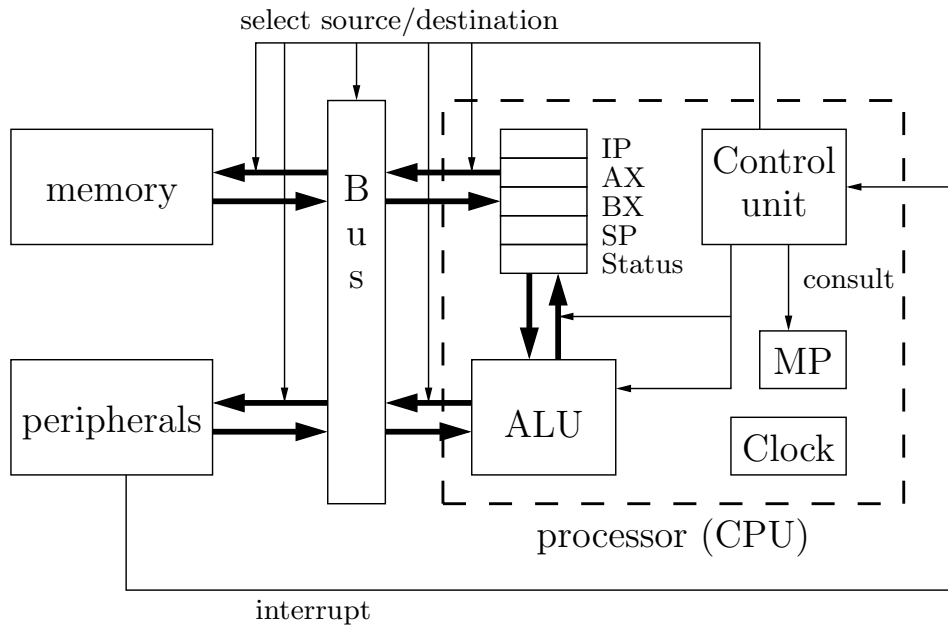 select source/destination
memory
B
u
s
IP
AX
BX
SP
Status
Control
unit
consult
MP
peripherals
ALU
Clock
processor (CPU)
interrupt